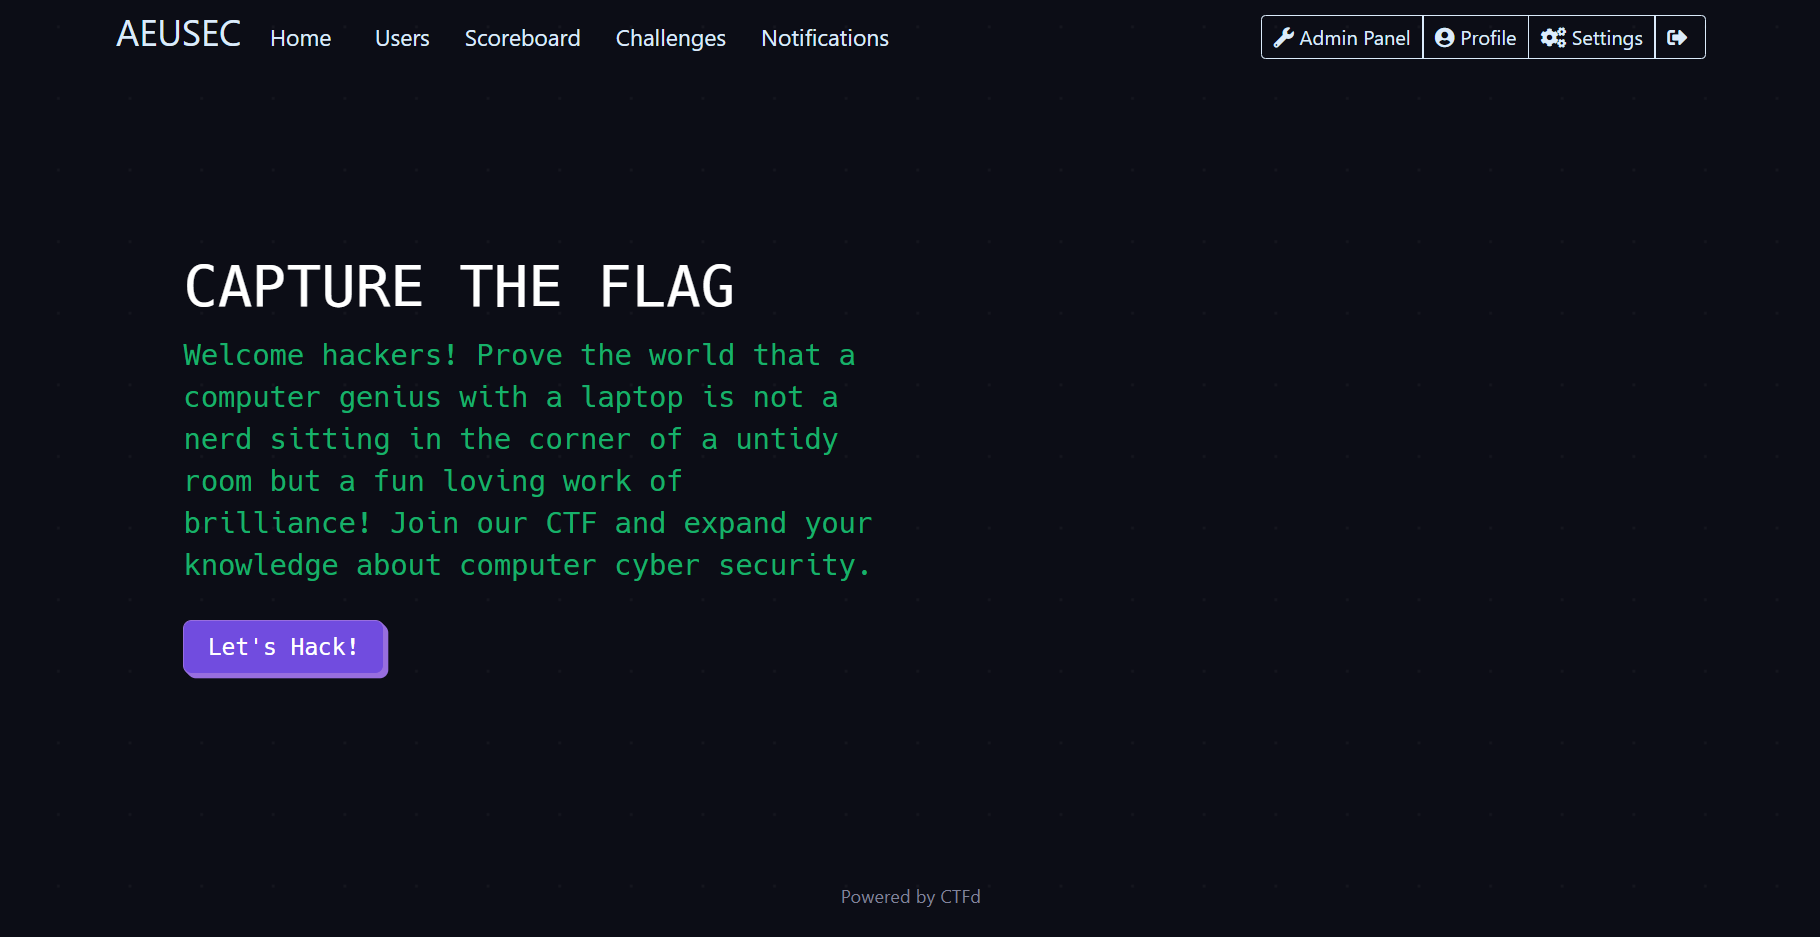 AEUSEC Home Users Scoreboard Challenges Notifications Admin Panel Profile Settings
CAPTURE THE FLAG
Welcome hackers! Prove the world that a
computer genius with a laptop is not a
nerd sitting in the corner of a untidy
room but a fun loving work of
brilliance! Join our CTF and expand your
knowledge about computer cyber security.
Let's Hack!
Powered by CTFd